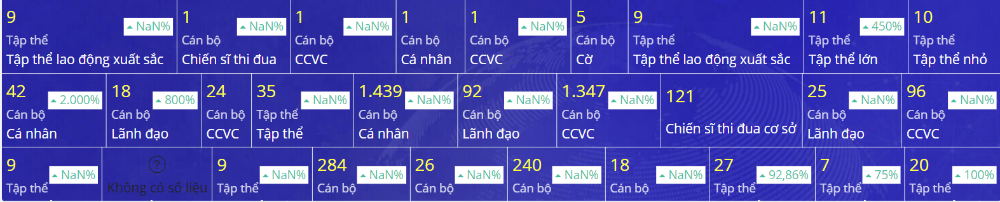 9 NaN%
Tập thể
Tập thể lao động xuất sắc
1 NaN%
Cán bộ
Chiến sĩ thi đua
1 NaN%
Cán bộ
CCVC
1
Cán bộ
Cá nhân
1 NaN%
Cán bộ
CCVC
5
Cán bộ
Cờ
9 NaN%
Tập thể
Tập thể lao động xuất sắc
11 450%
Tập thể
Tập thể lớn
10
Tập thể
Tập thể nhỏ
42 2.000%
Cán bộ
Cá nhân
18 800%
Cán bộ
Lãnh đạo
24
Cán bộ
CCVC
35 NaN%
Tập thể
Tập thể
1.439 NaN%
Cán bộ
Cá nhân
92 NaN%
Cán bộ
Lãnh đạo
1.347 NaN%
Cán bộ
CCVC
121
Chiến sĩ thi đua cơ sở
25 NaN%
Cán bộ
Lãnh đạo
96 NaN%
Cán bộ
CCVC
9 NaN%
Tập thể
?
Không có số liệu
9 NaN%
Tập thể
284 NaN%
Cán bộ
26 NaN%
Cán bộ
240 NaN%
Cán bộ
18 NaN%
Cán bộ
27 92,86%
Tập thể
7 75%
Tập thể
20 100%
Tập thể